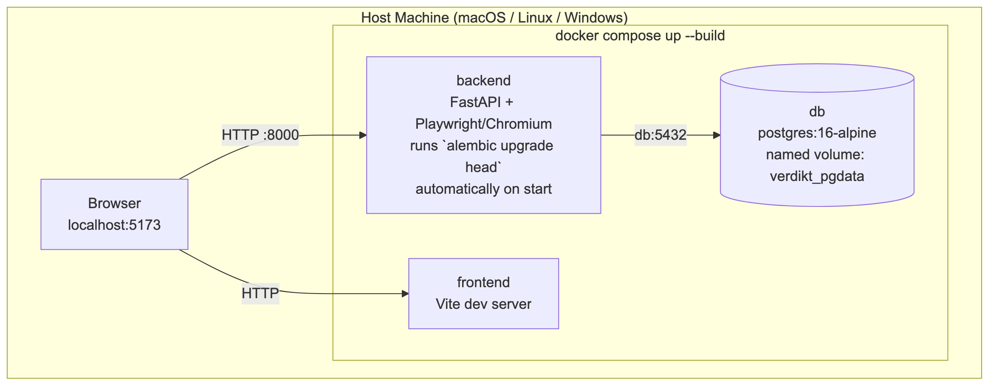 Host Machine (macOS / Linux / Windows)
docker compose up --build
backend
FastAPI +
Playwright/Chromium
runs `alembic upgrade
head`
automatically on start
db
postgres:16-alpine
named volume:
verdikt_pgdata
HTTP :8000
db:5432
Browser
localhost:5173
HTTP
frontend
Vite dev server